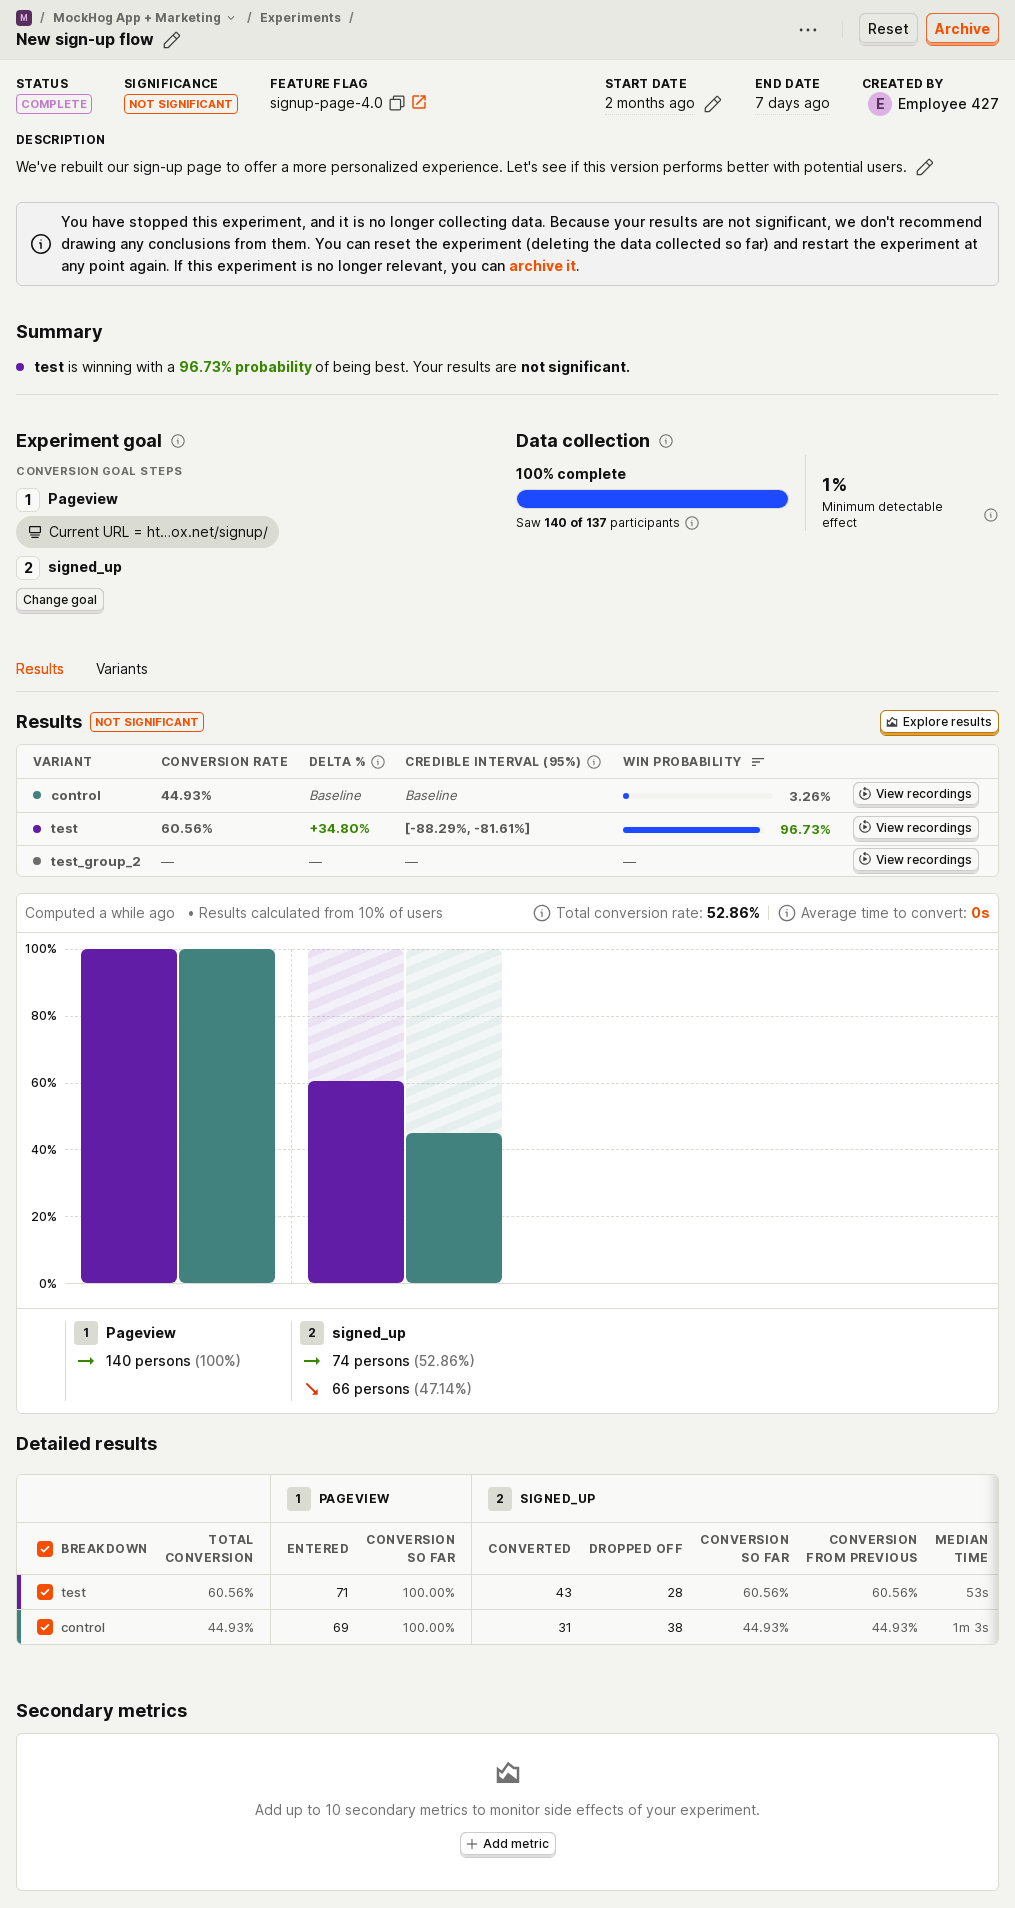 M / MockHog App + Marketing / Experiments /
New sign-up flow
Reset Archive
STATUS SIGNIFICANCE FEATURE FLAG START DATE END DATE CREATED BY
COMPLETE NOT SIGNIFICANT signup-page-4.0 2 months ago 7 days ago E Employee 427
DESCRIPTION
We've rebuilt our sign-up page to offer a more personalized experience. Let's see if this version performs better with potential users.
You have stopped this experiment, and it is no longer collecting data. Because your results are not significant, we don't recommend
drawing any conclusions from them. You can reset the experiment (deleting the data collected so far) and restart the experiment at
any point again. If this experiment is no longer relevant, you can archive it.
Summary
test is winning with a 96.73% probability of being best. Your results are not significant.
Experiment goal
CONVERSION GOAL STEPS
1 Pageview
Current URL = ht...ox.net/signup/
2 signed_up
Change goal
Data collection
100% complete
Saw 140 of 137 participants
1%
Minimum detectable
effect
Results Variants
Results NOT SIGNIFICANT Explore results
VARIANT CONVERSION RATE DELTA % CREDIBLE INTERVAL (95%) WIN PROBABILITY
control 44.93% Baseline Baseline 3.26% View recordings
test 60.56% +34.80% [-88.29%, -81.61%] 96.73% View recordings
test_group_2 — — — — View recordings
Computed a while ago • Results calculated from 10% of users Total conversion rate: 52.86% Average time to convert: 0s
100%
80%
60%
40%
20%
0%
1 Pageview
140 persons (100%)
2 signed_up
74 persons (52.86%)
66 persons (47.14%)
Detailed results
1 PAGEVIEW 2 SIGNED_UP
BREAKDOWN TOTAL CONVERSION ENTERED CONVERSION SO FAR CONVERTED DROPPED OFF CONVERSION SO FAR CONVERSION FROM PREVIOUS MEDIAN TIME
test 60.56% 71 100.00% 43 28 60.56% 60.56% 53s
control 44.93% 69 100.00% 31 38 44.93% 44.93% 1m 3s
Secondary metrics
Add up to 10 secondary metrics to monitor side effects of your experiment.
Add metric